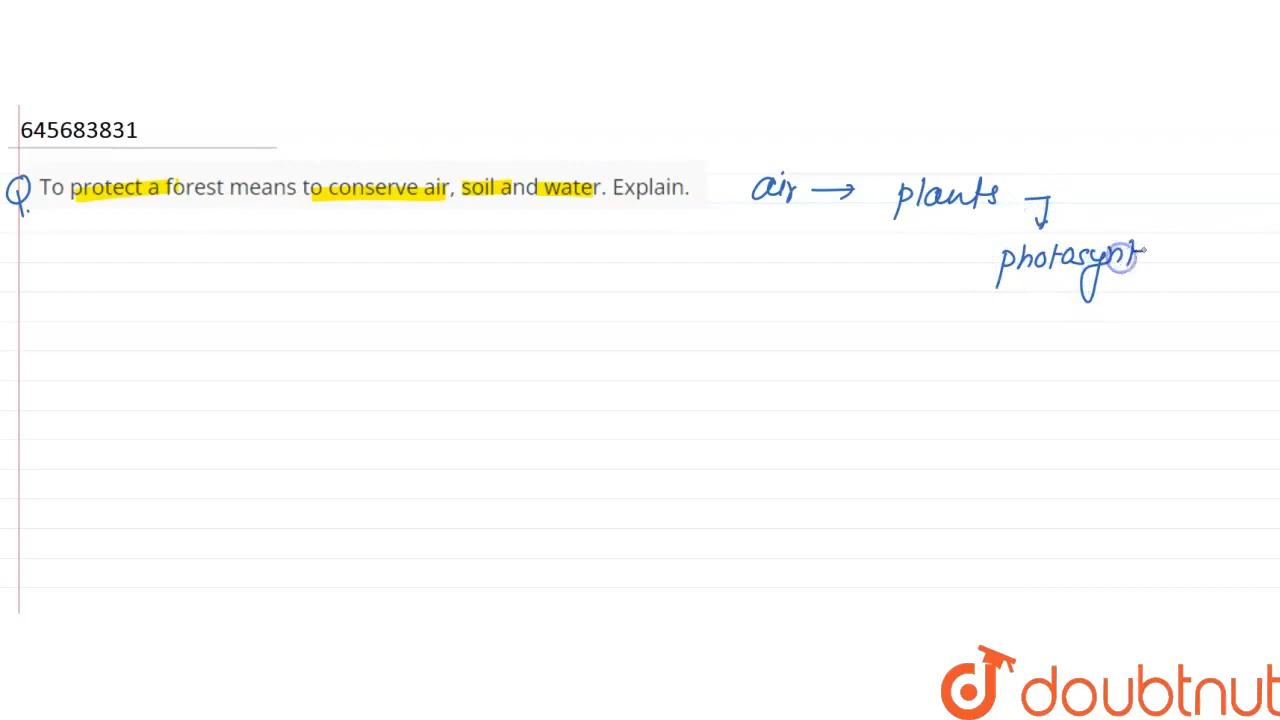 645683831
Q. To protect a forest means to conserve air, soil and water. Explain.
air → plants
photosynt
doubtnut